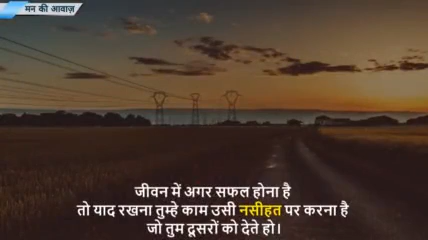 मन की आवाज़
जीवन में अगर सफल होना है
तो याद रखना तुम्हे काम उसी नसीहत पर करना है
जो तुम दूसरों को देते हो।